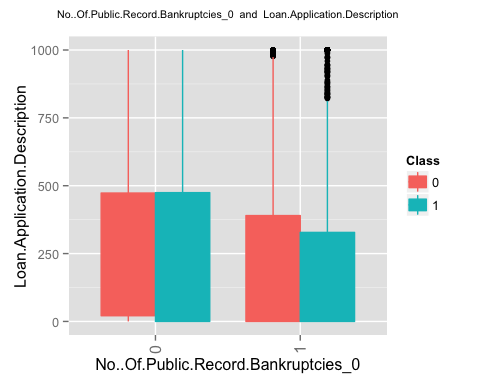 No..Of.Public.Record.Bankruptcies_0 and Loan.Application.Description
1000
750
500
250
0
Loan.Application.Description
0
1
No..Of.Public.Record.Bankruptcies_0
Class
0
1